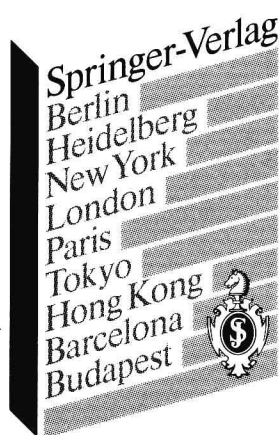 Springer-Verlag
Berlin
Heidelberg
New York
London
Paris
Tokyo
Hong Kong
Barcelona
Budapest